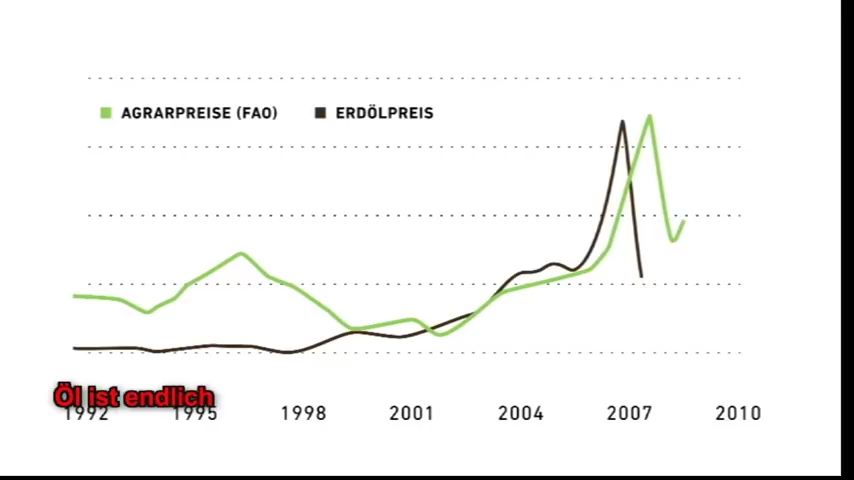 AGRARPREISE (FAO) ERDÖLPREIS
Öl ist endlich
1992 1995 1998 2001 2004 2007 2010